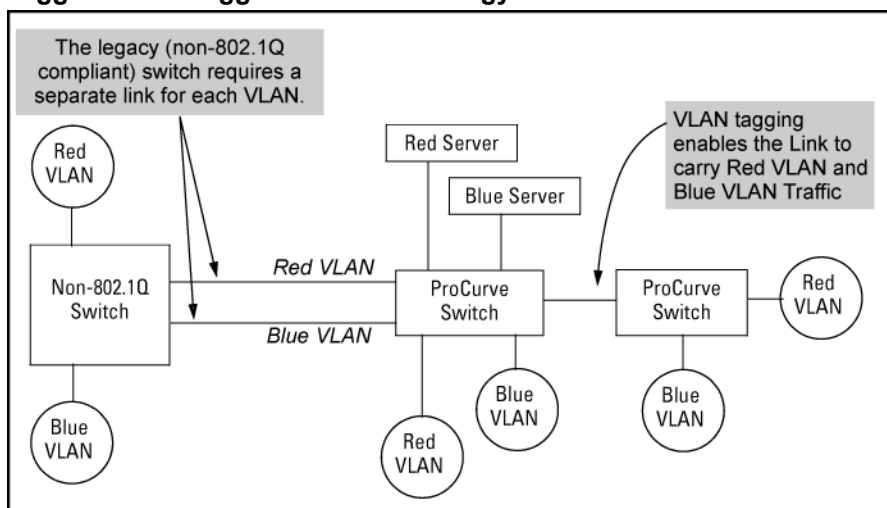 The legacy (non-802.1Q
compliant) switch requires a
separate link for each VLAN.
Red
VLAN
Red Server
Blue Server
VLAN tagging
enables the Link to
carry Red VLAN and
Blue VLAN Traffic
Non-802.1Q
Switch
Red VLAN
Blue VLAN
ProCurve
Switch
ProCurve
Switch
Red
VLAN
Blue
VLAN
Red
VLAN
Blue
VLAN
Blue
VLAN